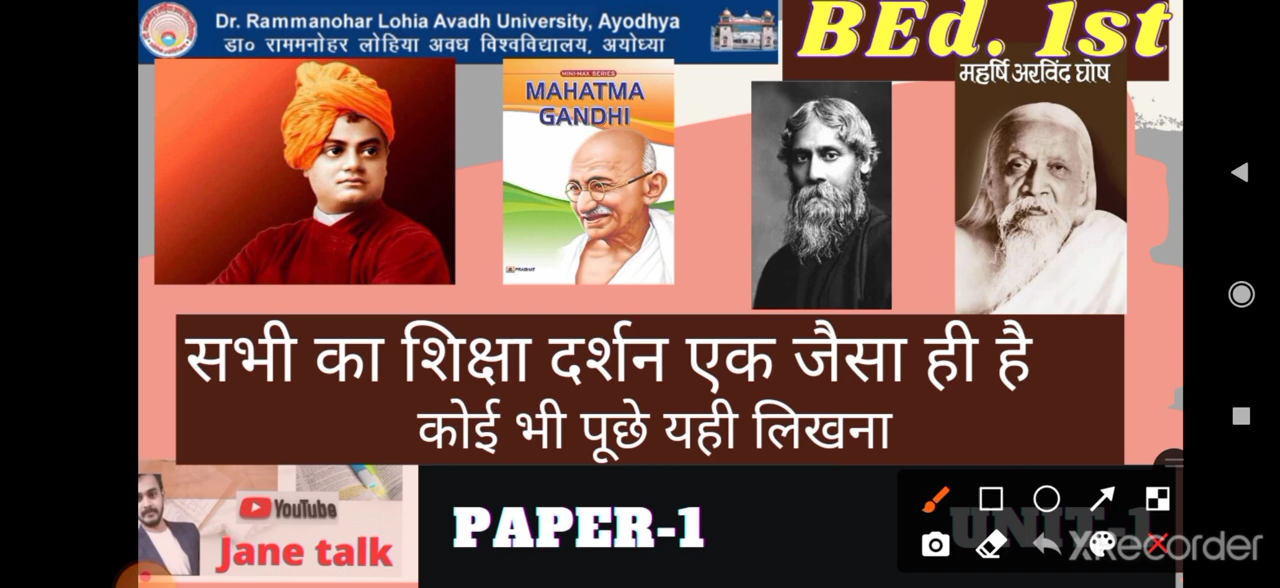 Dr. Rammanohar Lohia Avadh University, Ayodhya
डा० राममनोहर लोहिया अवध विश्वविद्यालय, अयोध्या
BEd. 1st
महर्षि अरविंद घोष
MINI-MAX SERIES
MAHATMA
GANDHI
PRABHAT
सभी का शिक्षा दर्शन एक जैसा ही है
कोई भी पूछे यही लिखना
YouTube
Jane talk
PAPER-1
UNIT-1
XRecorder